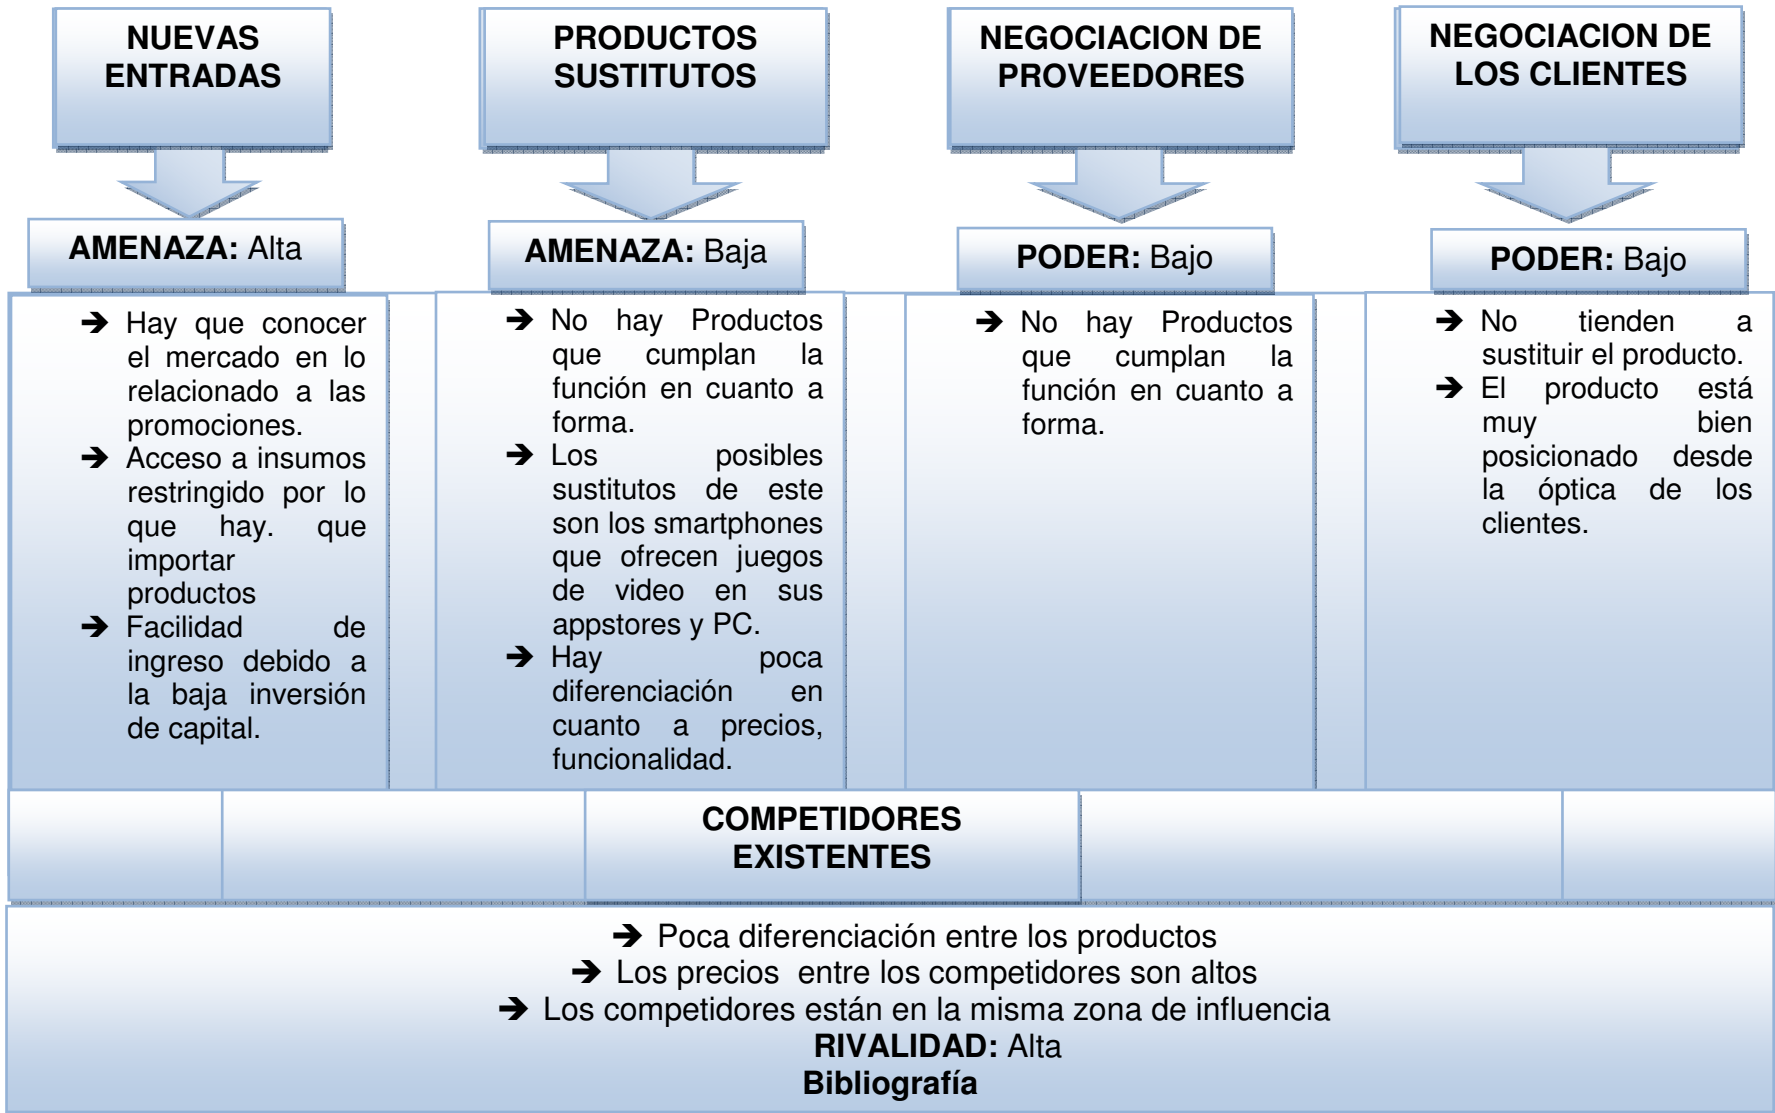 NUEVAS
ENTRADAS
AMENAZA: Alta
➔ Hay que conocer
el mercado en lo
relacionado a las
promociones.
➔ Acceso a insumos
restringido por lo
que hay. que
importar
productos
➔ Facilidad de
ingreso debido a
la baja inversión
de capital.
PRODUCTOS
SUSTITUTOS
AMENAZA: Baja
➔ No hay Productos
que cumplan la
función en cuanto a
forma.
➔ Los posibles
sustitutos de este
son los smartphones
que ofrecen juegos
de video en sus
appstores y PC.
➔ Hay poca
diferenciación en
cuanto a precios,
funcionalidad.
NEGOCIACION DE
PROVEEDORES
PODER: Bajo
➔ No hay Productos
que cumplan la
función en cuanto a
forma.
NEGOCIACION DE
LOS CLIENTES
PODER: Bajo
➔ No tienden a
sustituir el producto.
➔ El producto está
muy bien
posicionado desde
la óptica de los
clientes.
COMPETIDORES
EXISTENTES
➔ Poca diferenciación entre los productos
➔ Los precios entre los competidores son altos
➔ Los competidores están en la misma zona de influencia
RIVALIDAD: Alta
Bibliografía